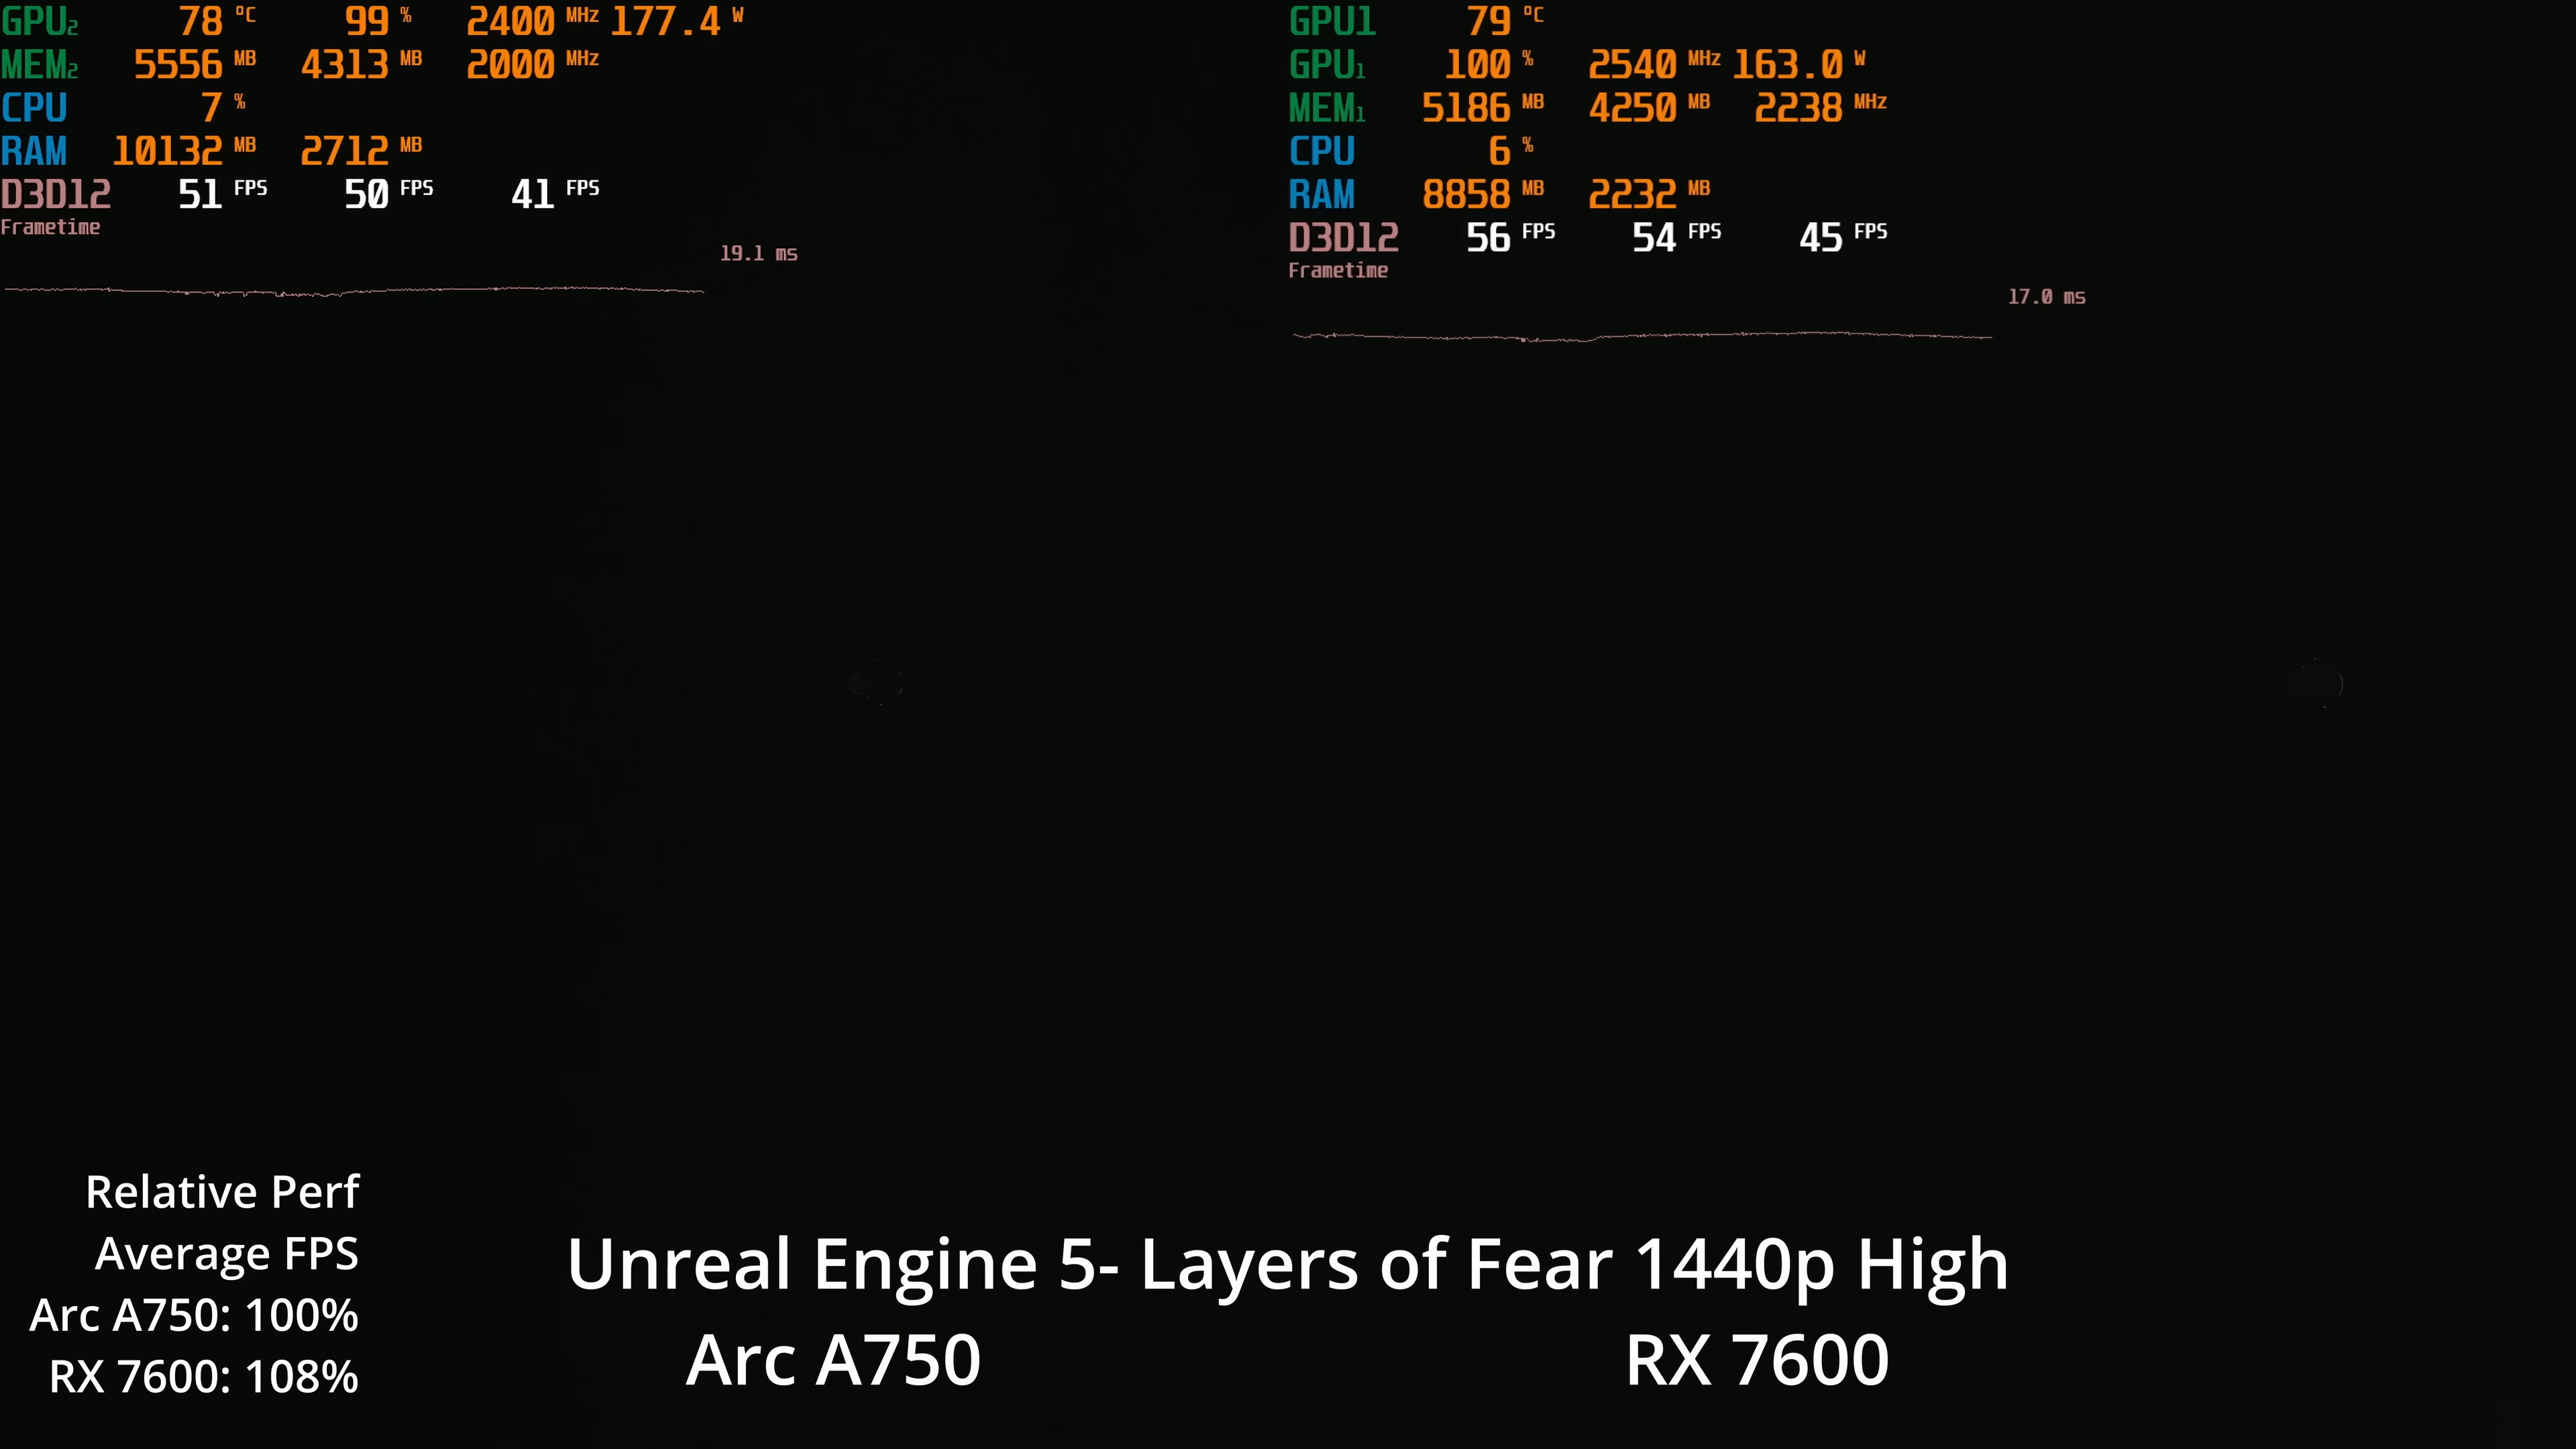 GPU2 78 °C 99 % 2400 MHz 177.4 W
MEM2 5556 MB 4313 MB 2000 MHz
CPU 7 %
RAM 10132 MB 2712 MB
D3D12 51 FPS 50 FPS 41 FPS
Frametime
19.1 ms
GPU1 79 °C
GPU1 100 % 2540 MHz 163.0 W
MEM1 5186 MB 4250 MB 2238 MHz
CPU 6 %
RAM 8858 MB 2232 MB
D3D12 56 FPS 54 FPS 45 FPS
Frametime
17.0 ms
Relative Perf
Average FPS
Arc A750: 100%
RX 7600: 108%
Unreal Engine 5- Layers of Fear 1440p High
Arc A750
RX 7600